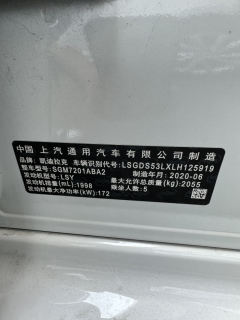 中国 上汽通用汽车有限公司制造
品牌:凯迪拉克 车辆识别代号:LSGDS53LXLH125919
整车型号:SGM7201ABA2 制造年月:2020-06
发动机型号:LSY 最大允许总质量(kg):2055
发动机排量(mL):1998 乘坐人数:5
发动机最大净功率(kW):172